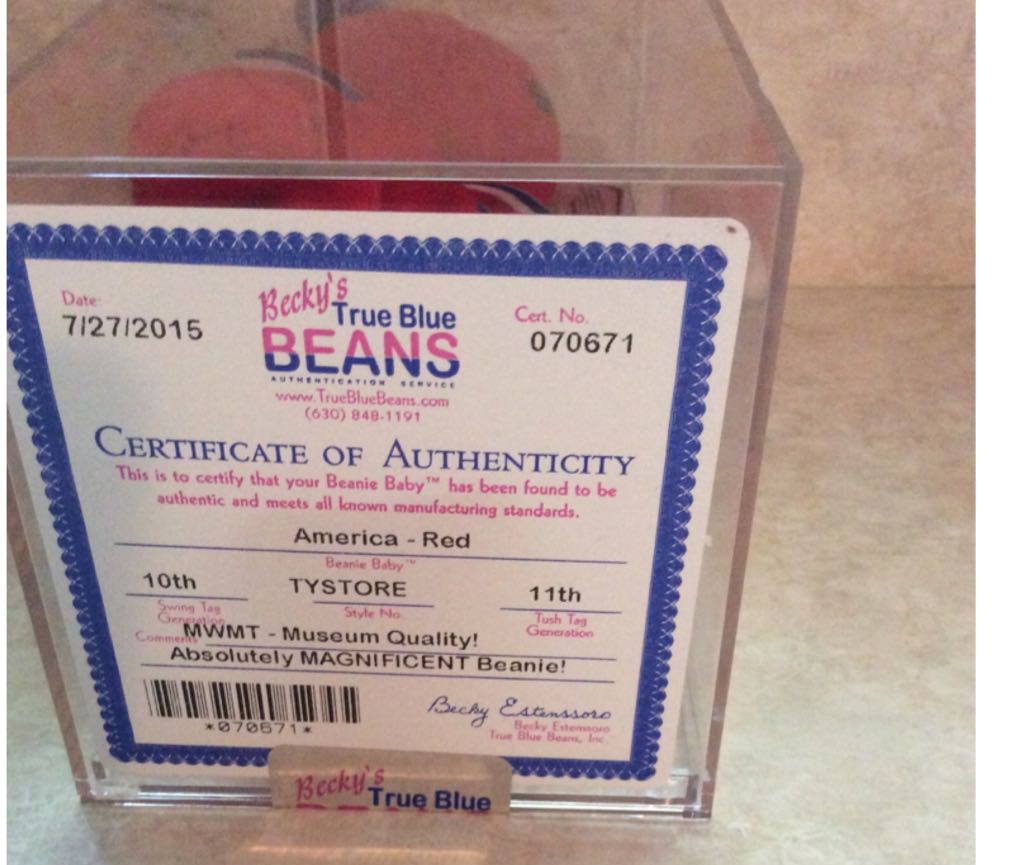 Date
7/27/2015
Becky's
True Blue
BEANS
AUTHENTICATION SERVICE
www.TrueBlueBeans.com
(630) 848-1191
Cert. No.
070671
CERTIFICATE OF AUTHENTICITY
This is to certify that your Beanie Baby™ has been found to be
authentic and meets all known manufacturing standards.
America - Red
Beanie Baby™
10th
Swing Tag
Generation
TYSTORE
Style No.
11th
Tush Tag
Generation
Comments
MWMT - Museum Quality!
Absolutely MAGNIFICENT Beanie!
*070671*
Becky Estenssoro
Becky Estenssoro
True Blue Beans, Inc.
Becky's
True Blue